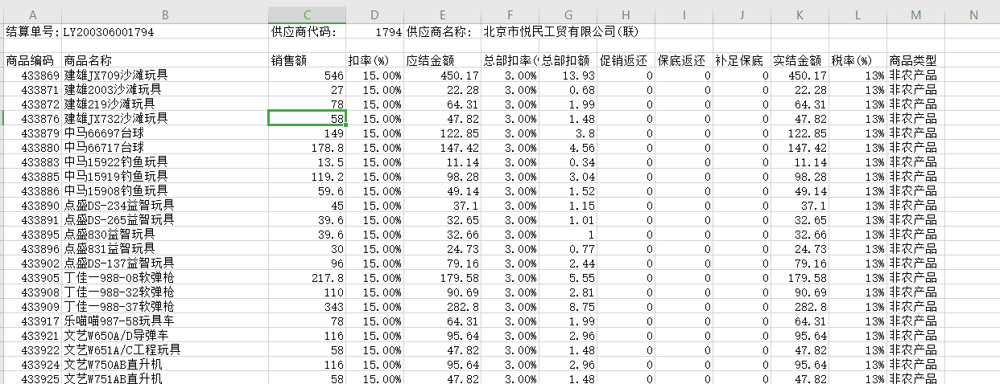 A B C D E F G H I J K L M N
结算单号: LY200306001794 供应商代码: 1794 供应商名称: 北京市悦民工贸有限公司(联)
商品编码 商品名称 销售额 扣率(%) 应结金额 总部扣率( 总部扣额 促销返还 保底返还 补足保底 实结金额 税率(%) 商品类型
433869 建雄JX709沙滩玩具 546 15.00% 450.17 3.00% 13.93 0 0 0 450.17 13% 非农产品
433871 建雄2003沙滩玩具 27 15.00% 22.28 3.00% 0.68 0 0 0 22.28 13% 非农产品
433872 建雄219沙滩玩具 78 15.00% 64.31 3.00% 1.99 0 0 0 64.31 13% 非农产品
433876 建雄JX732沙滩玩具 58 15.00% 47.82 3.00% 1.48 0 0 0 47.82 13% 非农产品
433879 中马66697台球 149 15.00% 122.85 3.00% 3.8 0 0 0 122.85 13% 非农产品
433880 中马66717台球 178.8 15.00% 147.42 3.00% 4.56 0 0 0 147.42 13% 非农产品
433883 中马15922钓鱼玩具 13.5 15.00% 11.14 3.00% 0.34 0 0 0 11.14 13% 非农产品
433885 中马15919钓鱼玩具 119.2 15.00% 98.28 3.00% 3.04 0 0 0 98.28 13% 非农产品
433886 中马15908钓鱼玩具 59.6 15.00% 49.14 3.00% 1.52 0 0 0 49.14 13% 非农产品
433890 点盛DS-234益智玩具 45 15.00% 37.1 3.00% 1.15 0 0 0 37.1 13% 非农产品
433891 点盛DS-265益智玩具 39.6 15.00% 32.65 3.00% 1.01 0 0 0 32.65 13% 非农产品
433895 点盛830益智玩具 39.6 15.00% 32.66 3.00% 1 0 0 0 32.66 13% 非农产品
433896 点盛831益智玩具 30 15.00% 24.73 3.00% 0.77 0 0 0 24.73 13% 非农产品
433902 点盛DS-137益智玩具 96 15.00% 79.16 3.00% 2.44 0 0 0 79.16 13% 非农产品
433905 丁佳一988-08软弹枪 217.8 15.00% 179.58 3.00% 5.55 0 0 0 179.58 13% 非农产品
433908 丁佳一988-32软弹枪 110 15.00% 90.69 3.00% 2.81 0 0 0 90.69 13% 非农产品
433909 丁佳一988-37软弹枪 343 15.00% 282.8 3.00% 8.75 0 0 0 282.8 13% 非农产品
433917 乐喵喵987-58玩具车 78 15.00% 64.31 3.00% 1.99 0 0 0 64.31 13% 非农产品
433921 文艺W650A/D导弹车 116 15.00% 95.64 3.00% 2.96 0 0 0 95.64 13% 非农产品
433922 文艺W651A/C工程玩具 58 15.00% 47.82 3.00% 1.48 0 0 0 47.82 13% 非农产品
433924 文艺W750AB直升机 116 15.00% 95.64 3.00% 2.96 0 0 0 95.64 13% 非农产品
433925 文艺W751AB直升机 58 15.00% 47.82 3.00% 1.48 0 0 0 47.82 13% 非农产品